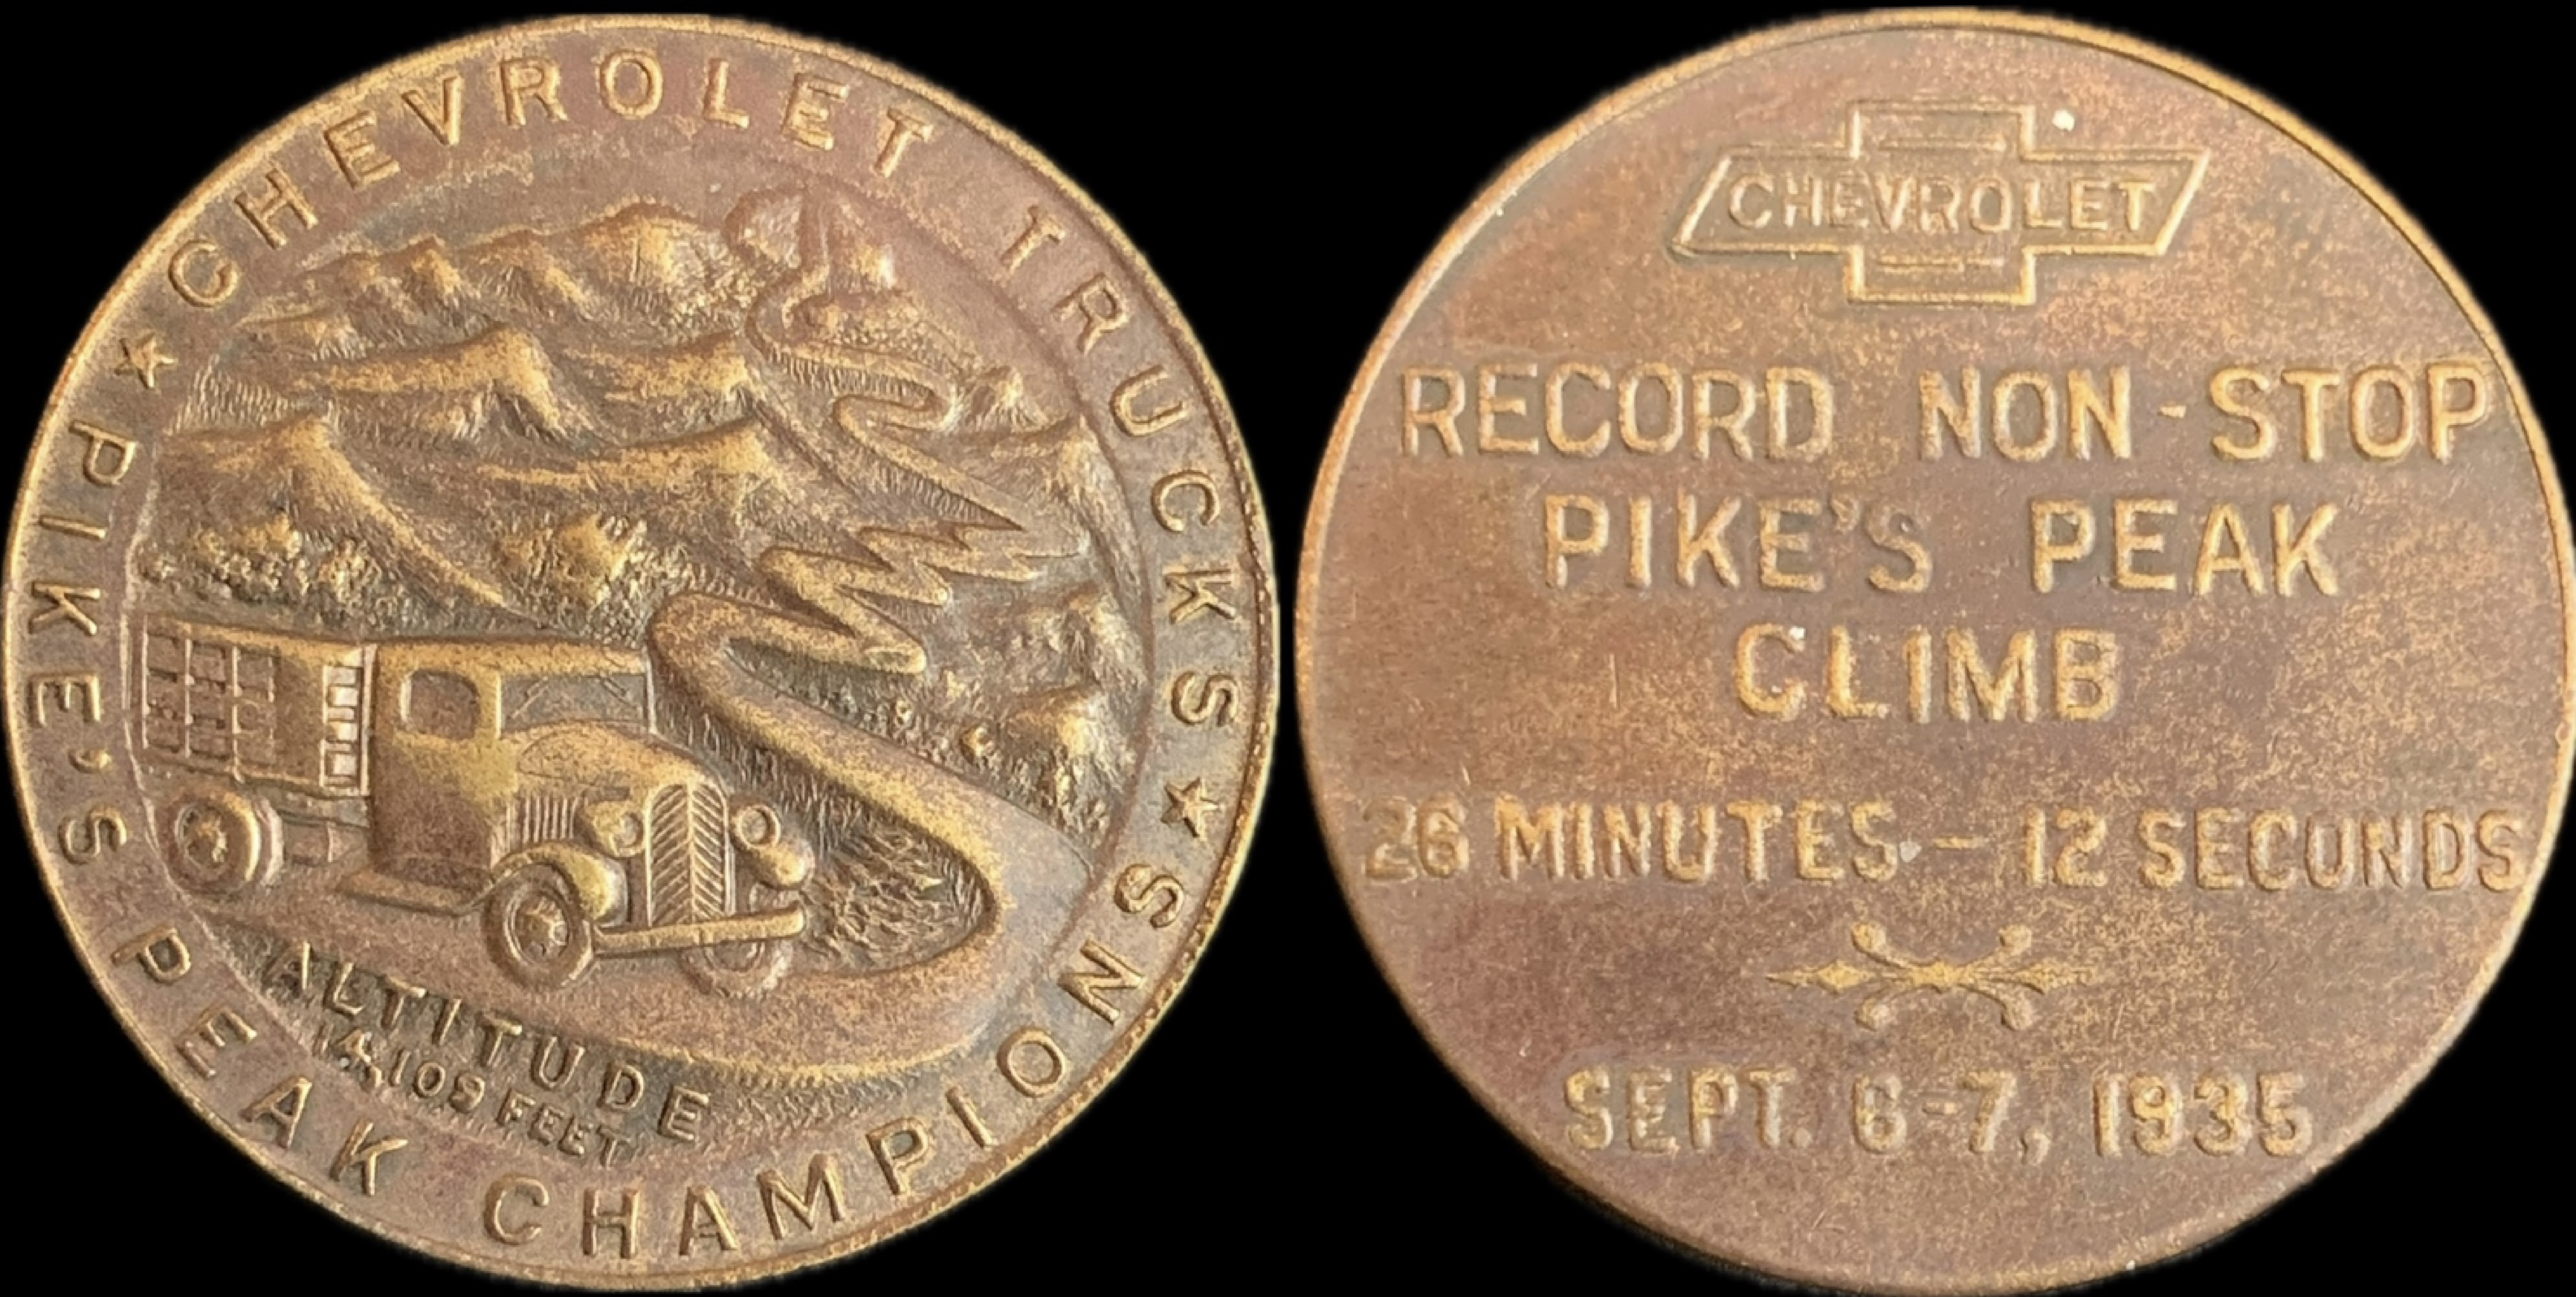 ★ CHEVROLET TRUCKS ★
PIKE'S PEAK CHAMPIONS
ALTITUDE
14,109 FEET
CHEVROLET
RECORD NON-STOP
PIKE'S PEAK
CLIMB
26 MINUTES - 12 SECONDS
SEPT. 6-7, 1935